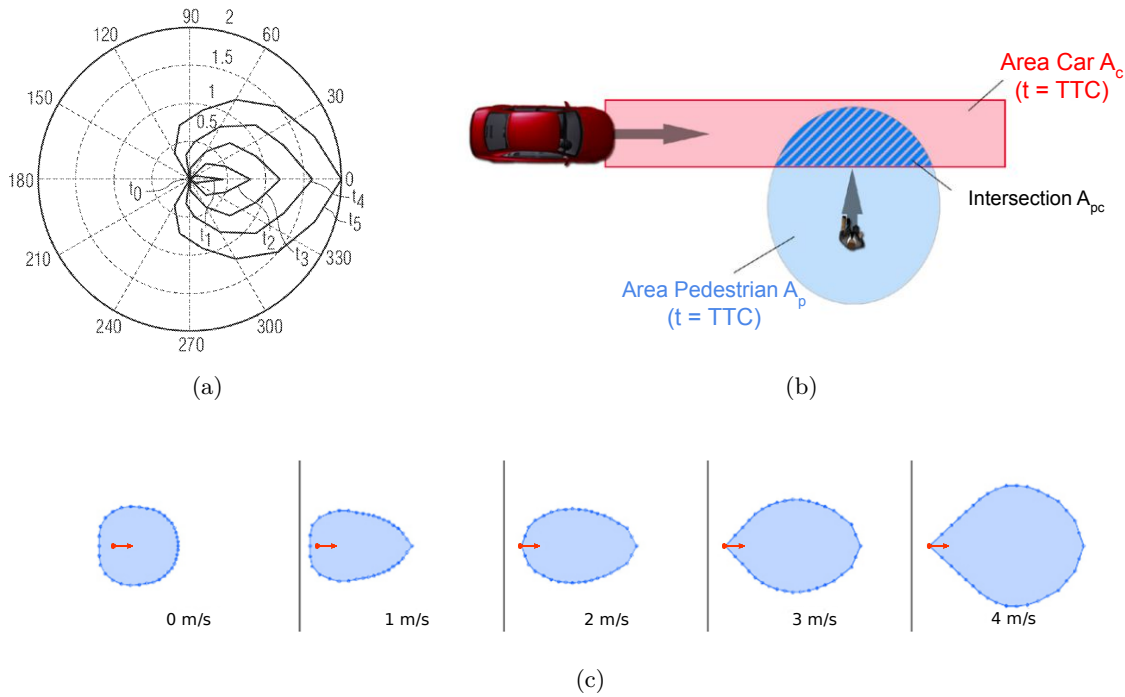 90
2
120
60
1.5
1
150
30
0.5
180
0
t0
t4
t5
t1
t2
t3
210
330
240
300
270
(a)
Area Car Ac
(t = TTC)
Intersection Apc
Area Pedestrian Ap
(t = TTC)
(b)
0 m/s
1 m/s
2 m/s
3 m/s
4 m/s
(c)